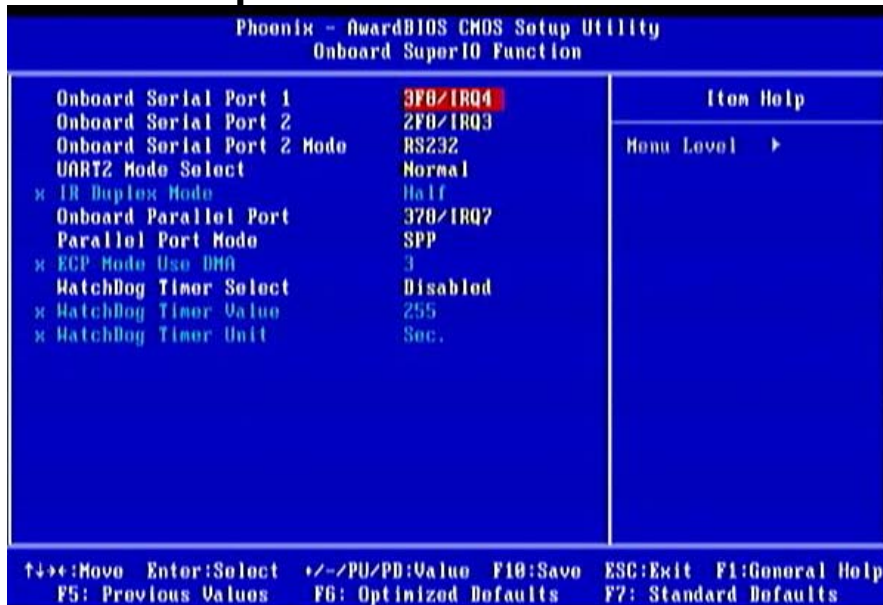 Phoenix - AwardBIOS CMOS Setup Utility
Onboard SuperIO Function
Onboard Serial Port 1 3F8/IRQ4
Onboard Serial Port 2 2F8/IRQ3
Onboard Serial Port 2 Mode RS232
UART2 Mode Select Normal
x IR Duplex Mode Half
Onboard Parallel Port 378/IRQ7
Parallel Port Mode SPP
x ECP Mode Use DMA 3
WatchDog Timer Select Disabled
x WatchDog Timer Value 255
x WatchDog Timer Unit Sec.
Item Help
Menu Level ▶
↑↓→←:Move Enter:Select +/-/PU/PD:Value F10:Save ESC:Exit F1:General Help
F5: Previous Values F6: Optimized Defaults F7: Standard Defaults